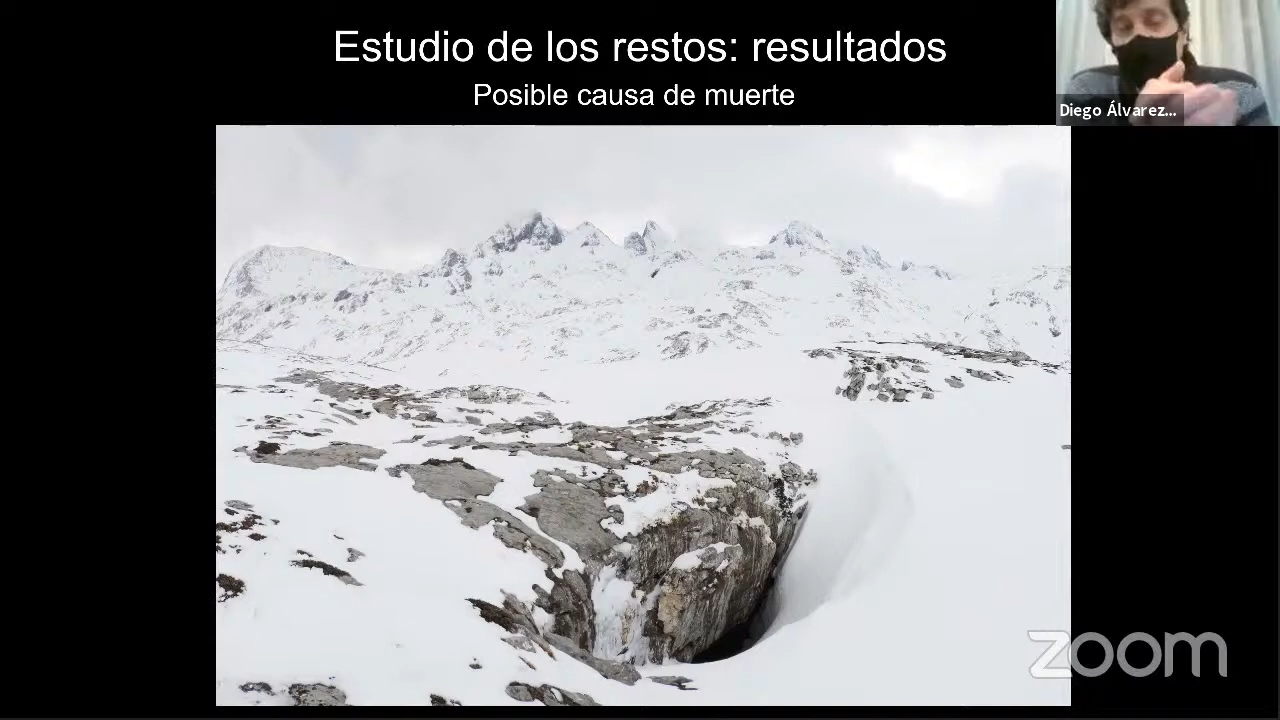 Estudio de los restos: resultados
Posible causa de muerte
Diego Álvarez...
zoom